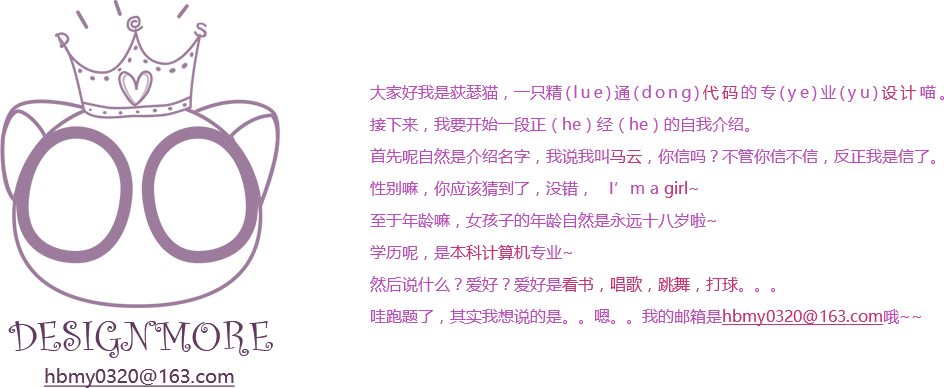 D I C S
DESIGNMORE
hbmy0320@163.com
大家好我是荻瑟猫，一只精(lue)通(dong)代码的专(ye)业(yu)设计喵。
接下来，我要开始一段正（he）经（he）的自我介绍。
首先呢自然是介绍名字，我说我叫马云，你信吗？不管你信不信，反正我是信了。
性别嘛，你应该猜到了，没错，　I’m a girl~
至于年龄嘛，女孩子的年龄自然是永远十八岁啦~
学历呢，是本科计算机专业~
然后说什么？爱好？爱好是看书，唱歌，跳舞，打球。。。
哇跑题了，其实我想说的是。。嗯。。我的邮箱是hbmy0320@163.com哦~~